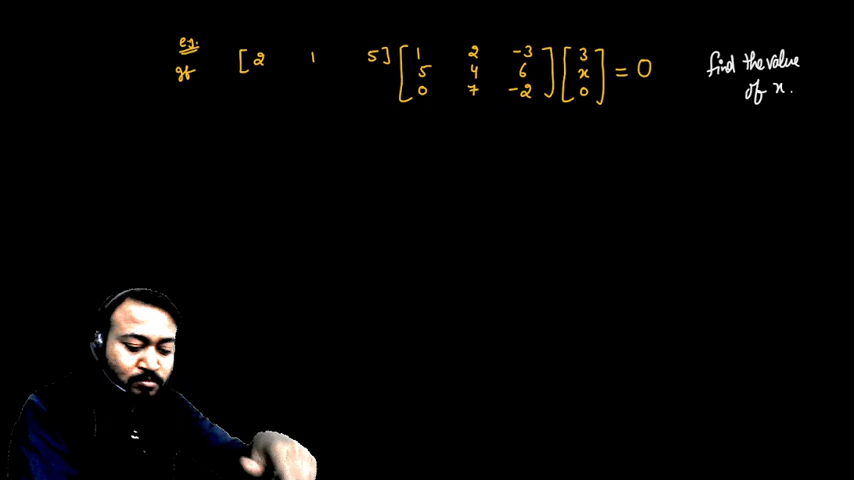 eg.
If [2 1 5] [1 2 -3 [3
5 4 6 x = 0 find the value
0 7 -2] 0] of x.